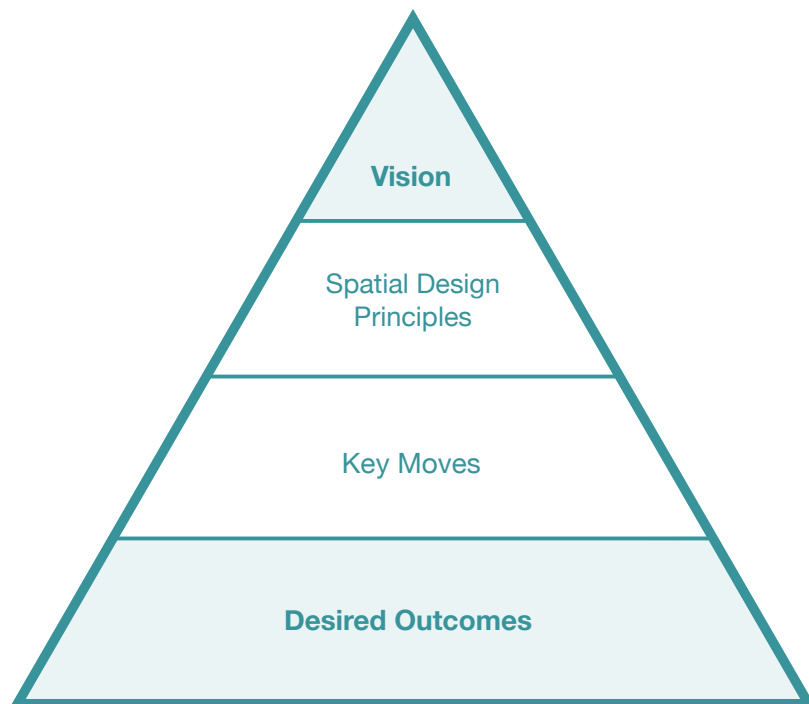 Vision
Spatial Design
Principles
Key Moves
Desired Outcomes